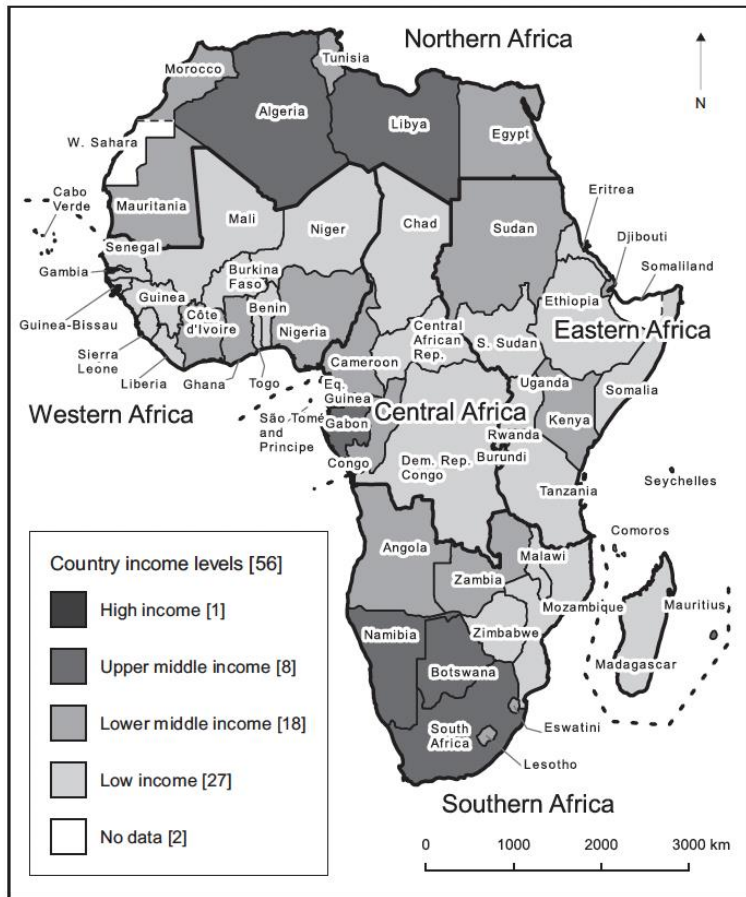 Northern Africa
Tunisia
Morocco
Algeria
Libya
Egypt
N
W. Sahara
Cabo
Verde
Mauritania
Mali
Niger
Chad
Sudan
Eritrea
Djibouti
Somaliland
Senegal
Gambia
Guinea-Bissau
Guinea
Burkina
Faso
Benin
Côte
d'Ivoire
Nigeria
Sierra
Leone
Liberia
Ghana
Togo
Ethiopia
Eastern Africa
Central
African
Rep.
S. Sudan
Cameroon
Western Africa
Eq.
Guinea
São Tomé
and
Principe
Gabon
Central Africa
Uganda
Kenya
Somalia
Rwanda
Burundi
Congo
Dem. Rep.
Congo
Tanzania
Seychelles
Comoros
Angola
Malawi
Zambia
Mozambique
Mauritius
Namibia
Zimbabwe
Madagascar
Botswana
South
Africa
Eswatini
Lesotho
Southern Africa
Country income levels [56]
High income [1]
Upper middle income [8]
Lower middle income [18]
Low income [27]
No data [2]
0 1000 2000 3000 km